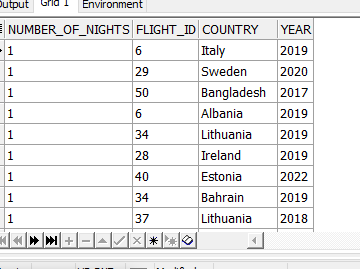 Output Grid 1 Environment
NUMBER_OF_NIGHTS FLIGHT_ID COUNTRY YEAR
1 6 Italy 2019
1 29 Sweden 2020
1 50 Bangladesh 2017
1 6 Albania 2019
1 34 Lithuania 2019
1 28 Ireland 2019
1 40 Estonia 2022
1 34 Bahrain 2019
1 37 Lithuania 2018